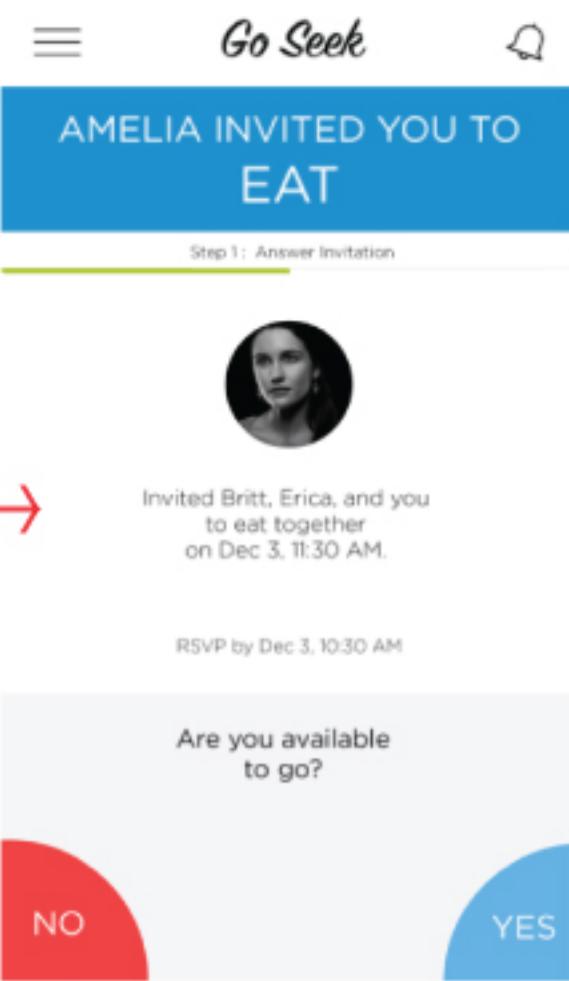 Go Seek
AMELIA INVITED YOU TO
EAT
Step 1 : Answer Invitation
Invited Britt, Erica, and you
to eat together
on Dec 3, 11:30 AM.
RSVP by Dec 3, 10:30 AM
Are you available
to go?
NO
YES